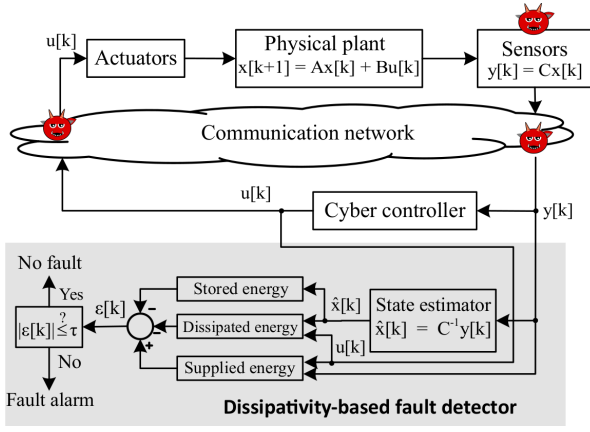 u[k]
Actuators
Physical plant
x[k+1] = Ax[k] + Bu[k]
Sensors
y[k] = Cx[k]
Communication network
u[k]
Cyber controller
y[k]
No fault
Yes
|ε[k]| ≤ τ
?
No
Fault alarm
ε[k]
-
-
+
Stored energy
Dissipated energy
Supplied energy
x̂[k]
u[k]
State estimator
x̂[k] = C⁻¹y[k]
Dissipativity-based fault detector